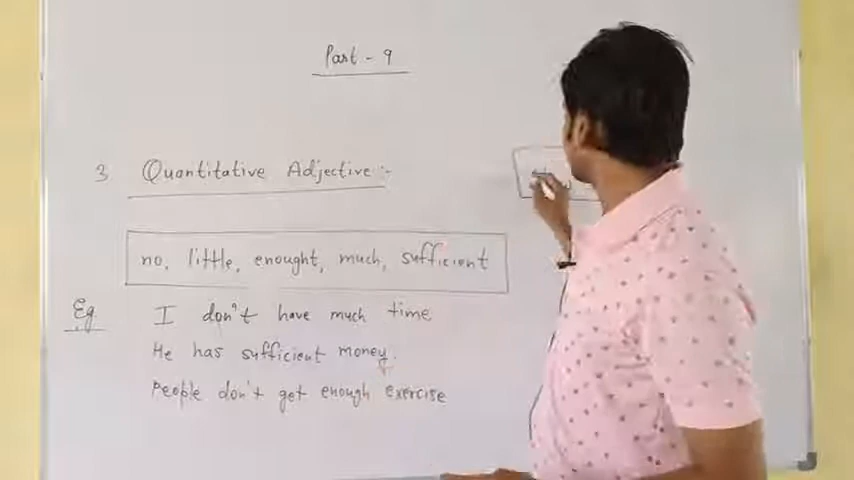 Part - 9
3 Quantitative Adjective :-
no, little, enought, much, sufficient
Eg. I don't have much time
He has sufficient money.
People don't get enough exercise